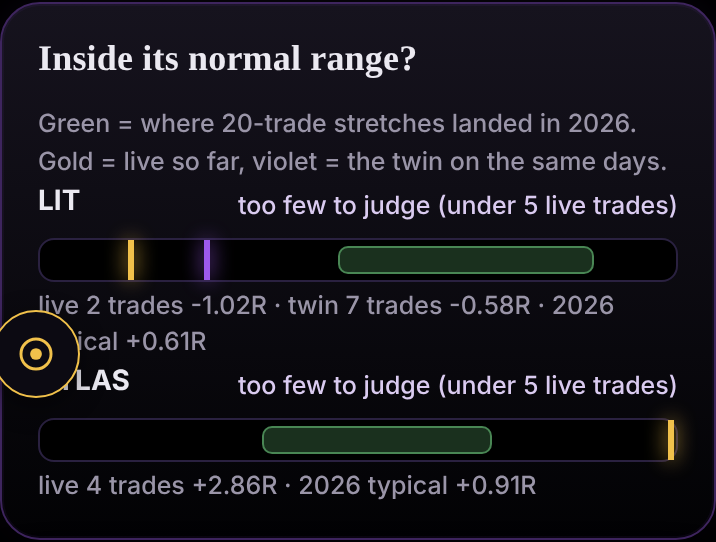 Inside its normal range?
Green = where 20-trade stretches landed in 2026.
Gold = live so far, violet = the twin on the same days.
LIT
too few to judge (under 5 live trades)
live 2 trades -1.02R · twin 7 trades -0.58R · 2026
ical +0.61R
TLAS
too few to judge (under 5 live trades)
live 4 trades +2.86R · 2026 typical +0.91R